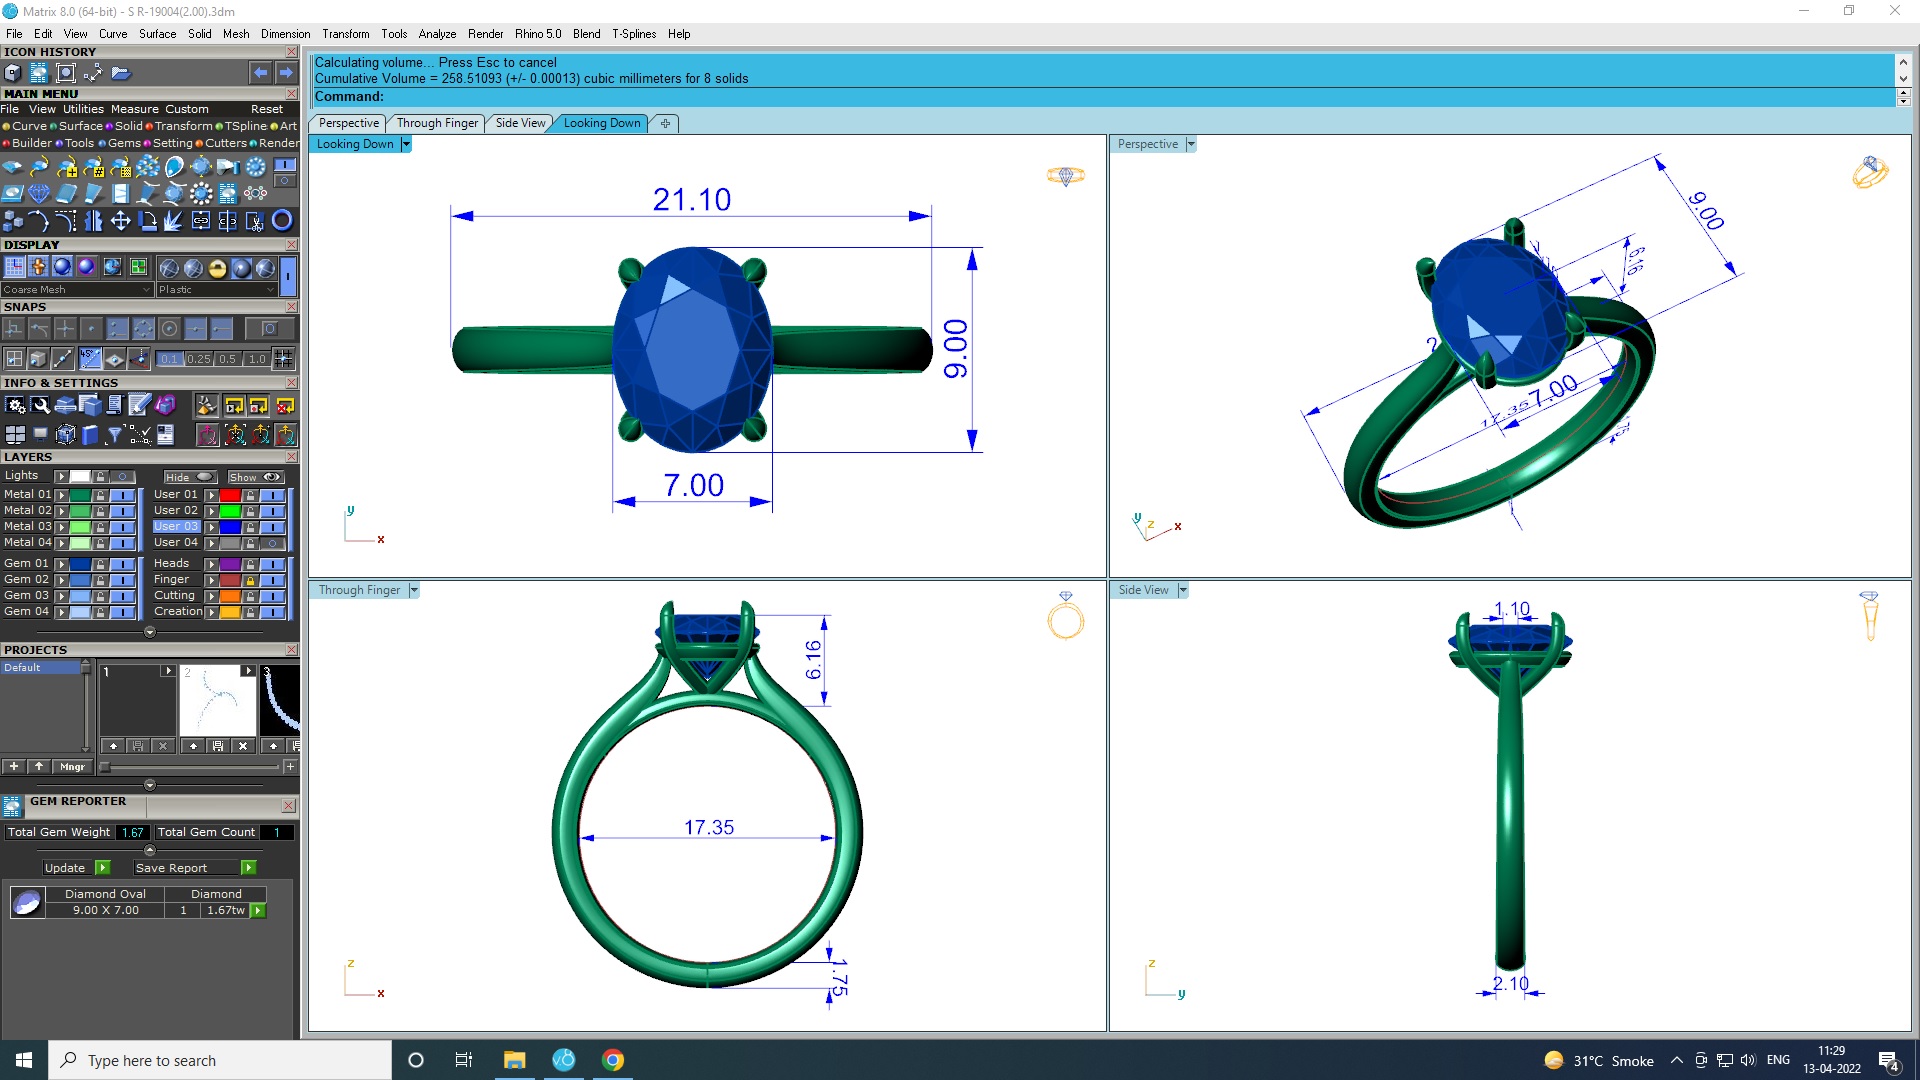 Matrix 8.0 (64-bit) - S R-19004(2.00).3dm
File Edit View Curve Surface Solid Mesh Dimension Transform Tools Analyze Render Rhino 5.0 Blend T-Splines Help
ICON HISTORY
MAIN MENU
File View Utilities Measure Custom Reset
Curve Surface Solid Transform TSpline Art
Builder Tools Gems Setting Cutters Render
DISPLAY
Coarse Mesh Plastic
SNAPS
0.1 0.25 0.5 1.0
INFO & SETTINGS
LAYERS
Lights Hide Show
Metal 01 User 01
Metal 02 User 02
Metal 03 User 03
Metal 04 User 04
Gem 01 Heads
Gem 02 Finger
Gem 03 Cutting
Gem 04 Creation
PROJECTS
Default
1 2 3
Mngr
GEM REPORTER
Total Gem Weight 1.67 Total Gem Count 1
Update Save Report
Diamond Oval Diamond
9.00 X 7.00 1 1.67tw
Calculating volume... Press Esc to cancel
Cumulative Volume = 258.51093 (+/- 0.00013) cubic millimeters for 8 solids
Command:
Perspective Through Finger Side View Looking Down
Looking Down
21.10
9.00
7.00
y
x
Perspective
9.00
6.16
2
7.00
17.35
y z x
Through Finger
6.16
17.35
1.75
z
x
Side View
1.10
2.10
z
y
Type here to search
31°C Smoke
ENG
11:29
13-04-2022
4